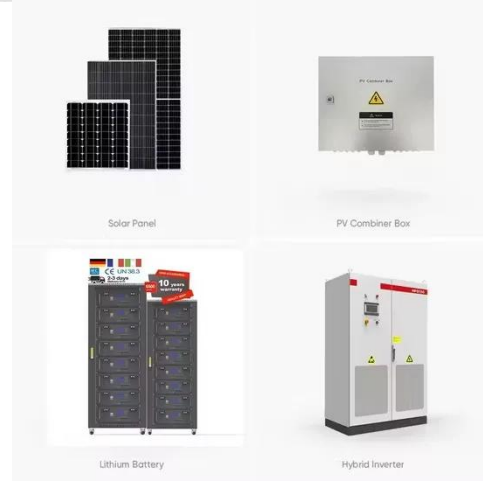 PV Combiner Box
Solar Panel
PV Combiner Box
CE UN38.3
2-3 days
10 years
warranty
Lithium Battery
Hybrid Inverter